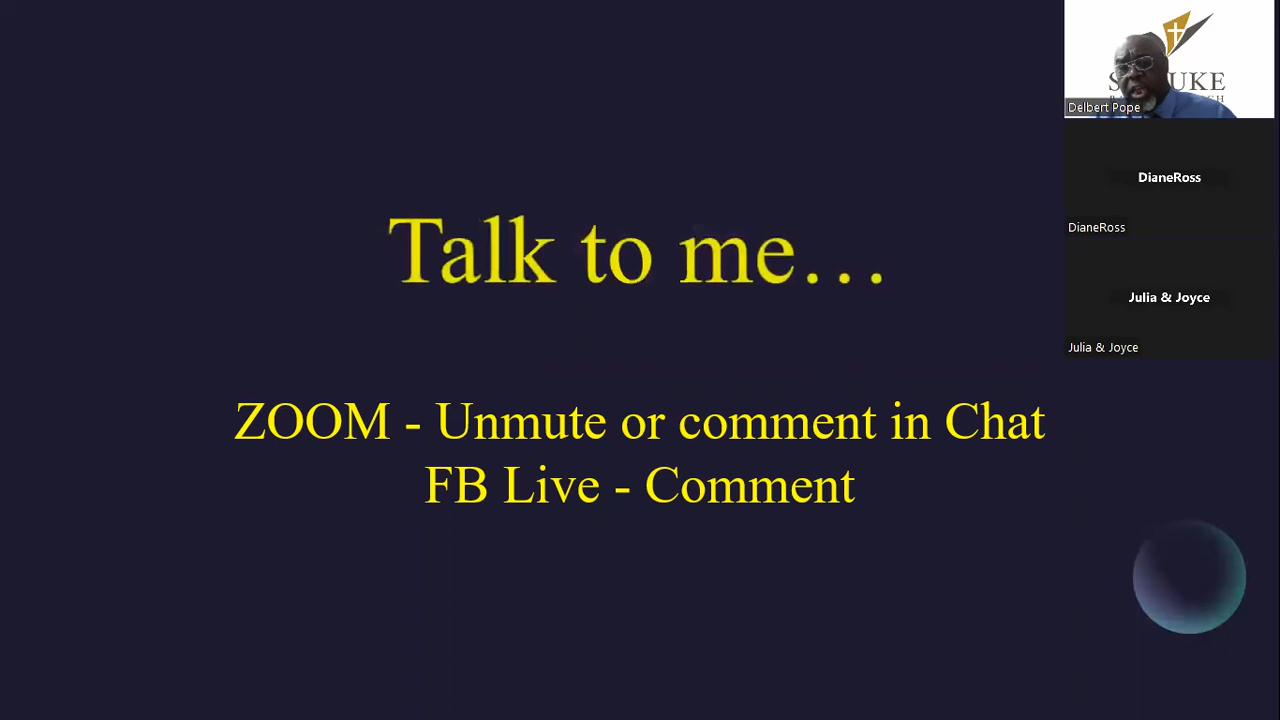 Talk to me…
ZOOM - Unmute or comment in Chat
FB Live - Comment
UKE
Delbert Pope
DianeRoss
DianeRoss
Julia & Joyce
Julia & Joyce